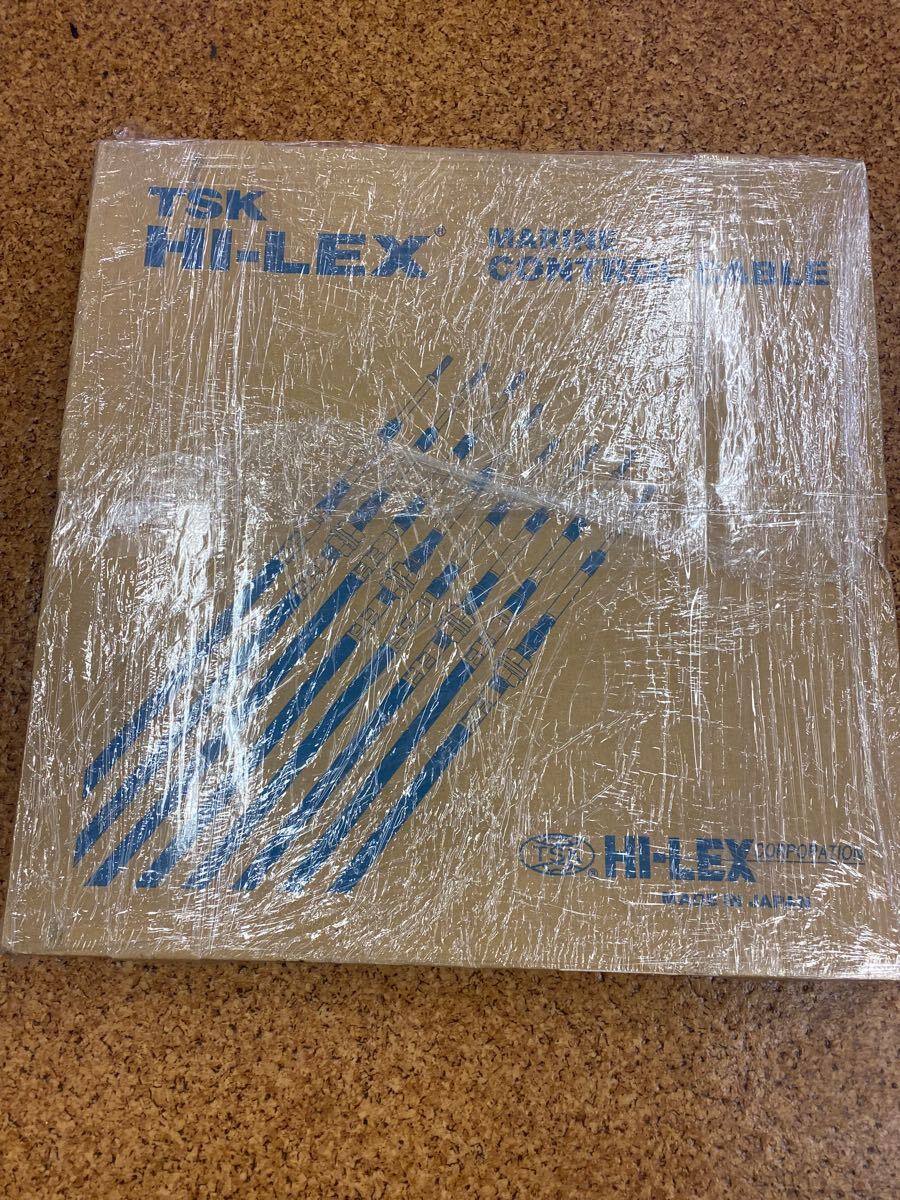 TSK
HI-LEX®
MARINE
CONTROL CABLE
TSK® HI-LEX CORPORATION
MADE IN JAPAN